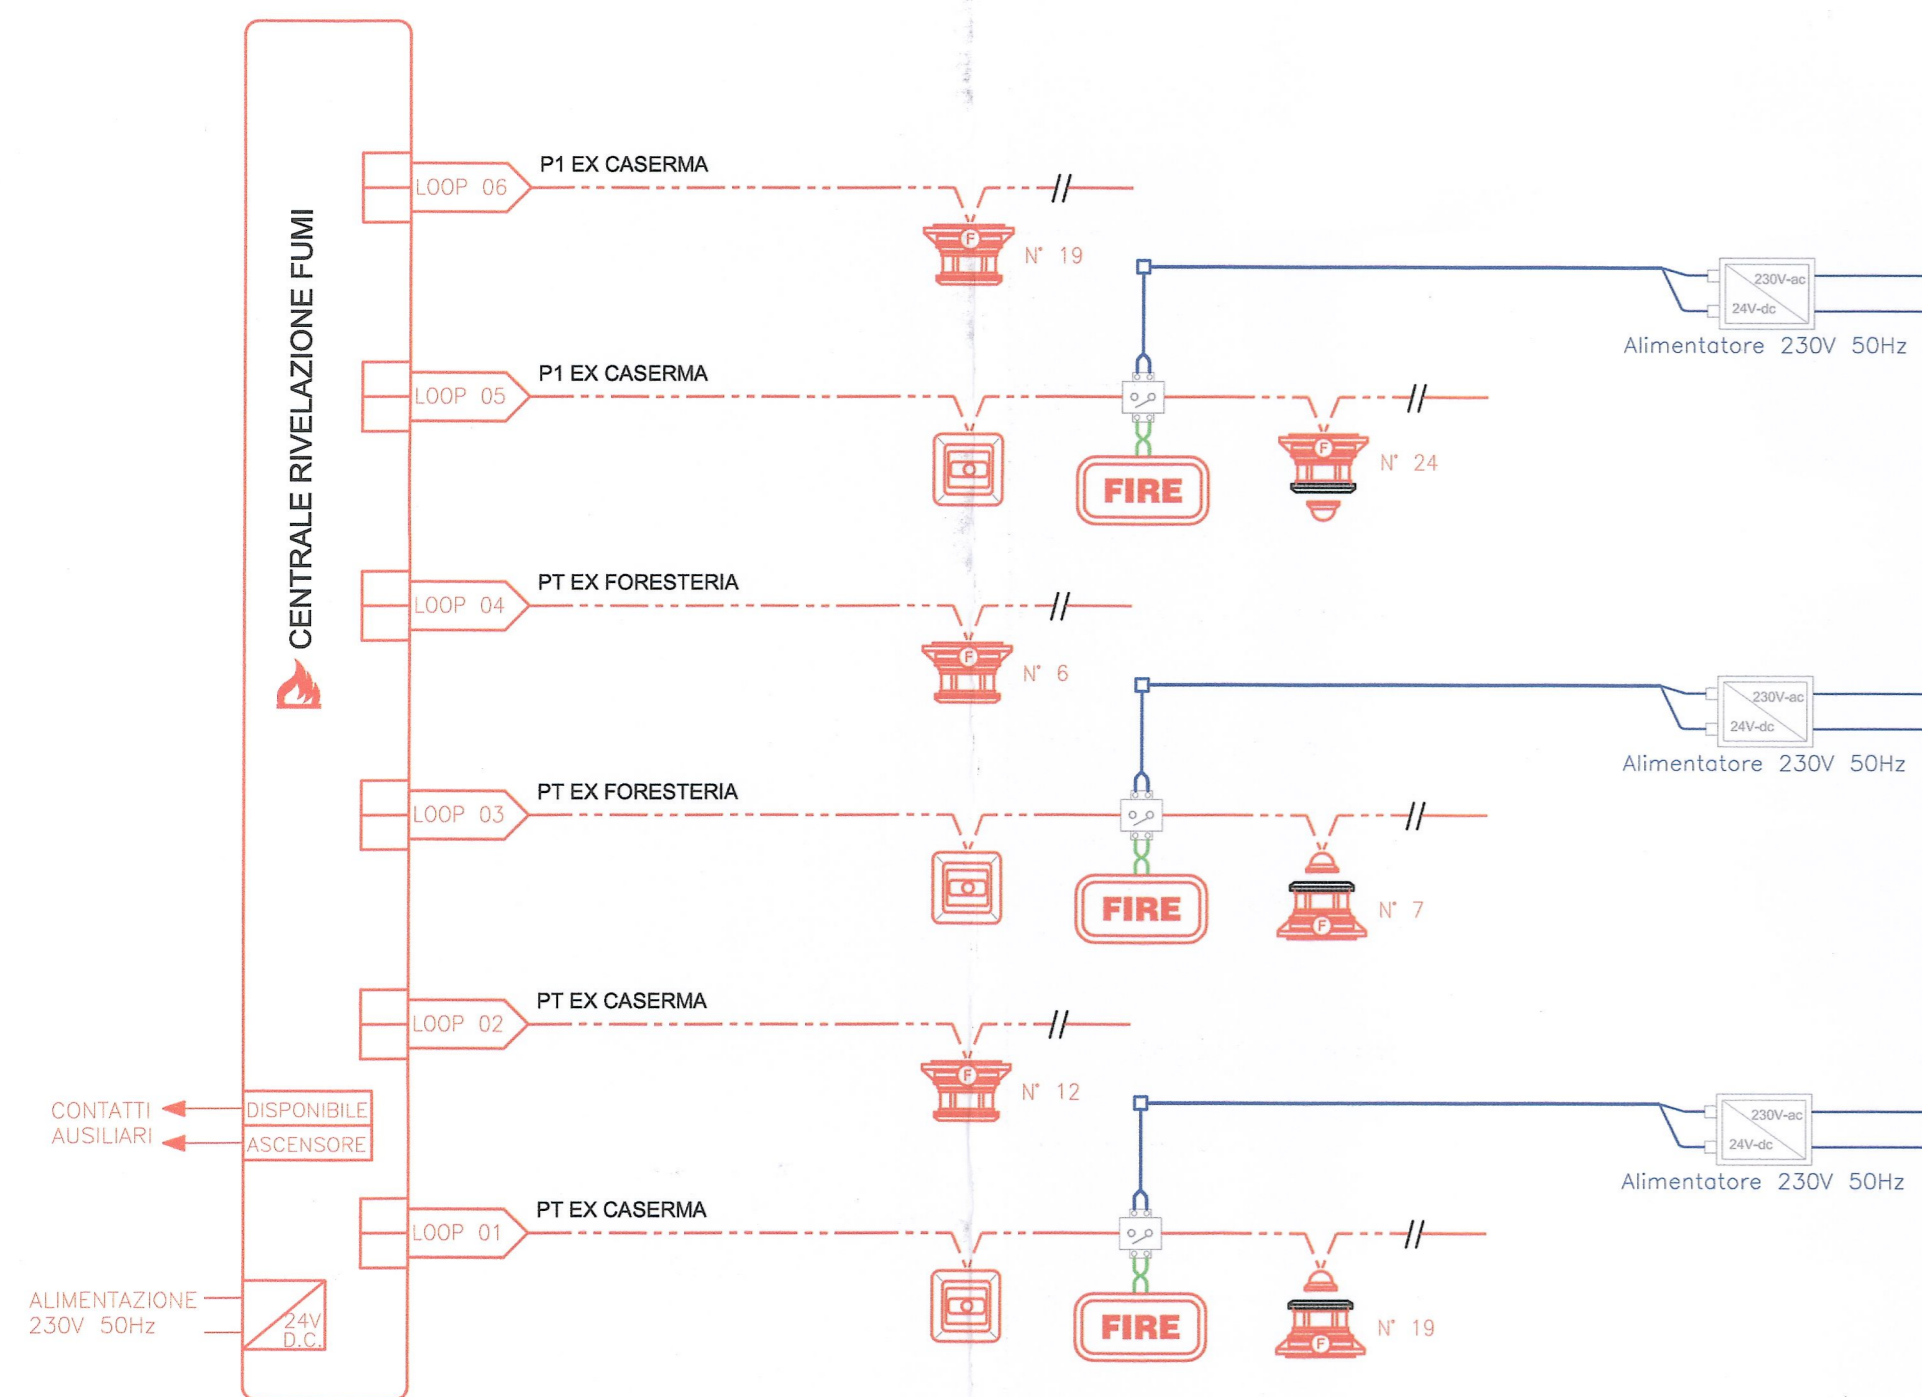 CENTRALE RIVELAZIONE FUMI
LOOP 06
P1 EX CASERMA
F
N° 19
230V-ac
24V-dc
Alimentatore 230V 50Hz
LOOP 05
P1 EX CASERMA
FIRE
F
N° 24
LOOP 04
PT EX FORESTERIA
F
N° 6
230V-ac
24V-dc
Alimentatore 230V 50Hz
LOOP 03
PT EX FORESTERIA
FIRE
F
N° 7
LOOP 02
PT EX CASERMA
F
N° 12
CONTATTI
AUSILIARI
DISPONIBILE
ASCENSORE
230V-ac
24V-dc
Alimentatore 230V 50Hz
LOOP 01
PT EX CASERMA
FIRE
F
N° 19
ALIMENTAZIONE
230V 50Hz
24V
D.C.